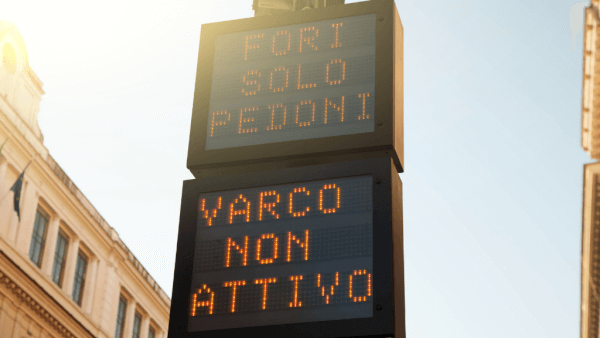 FORI
SOLO
PEDONI
VARCO
NON
ATTIVO